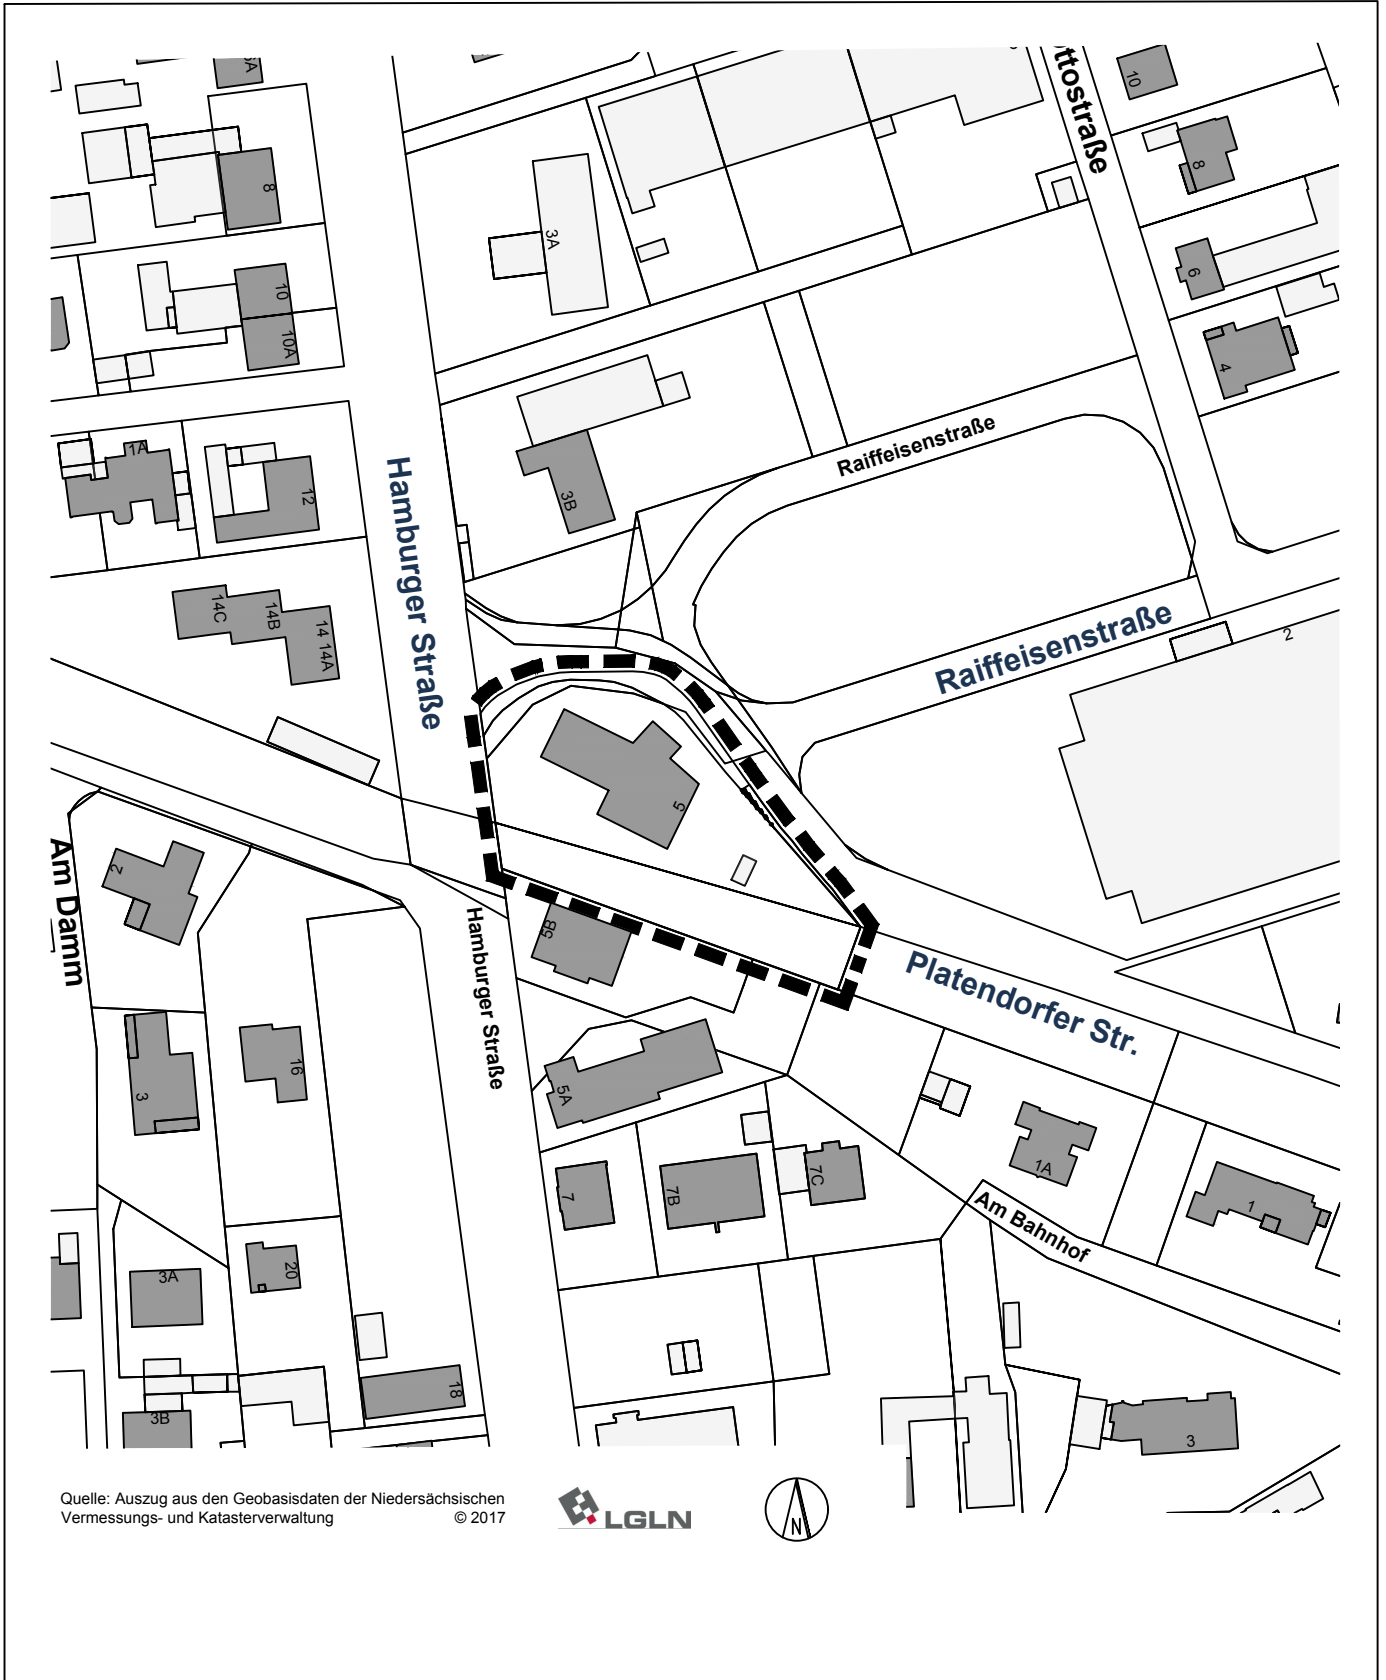 6A
ttostraße
10
8
8
3A
6
10
10A
4
Raiffeisenstraße
1A
12
3B
Hamburger Straße
14C
14B
14 14A
Raiffeisenstraße
2
5
Am Damm
2
5B
Hamburger Straße
Platendorfer Str.
16
3
5A
1A
7
7B
7C
1
Am Bahnhof
3A
20
18
3B
3
Quelle: Auszug aus den Geobasisdaten der Niedersächsischen
Vermessungs- und Katasterverwaltung © 2017
LGLN
N